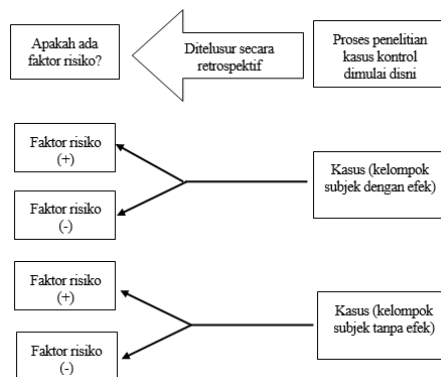 Apakah ada
faktor risiko?
Ditelusur secara
retrospektif
Proses penelitian
kasus kontrol
dimulai disni
Faktor risiko
(+)
Faktor risiko
(-)
Kasus (kelompok
subjek dengan efek)
Faktor risiko
(+)
Faktor risiko
(-)
Kasus (kelompok
subjek tanpa efek)